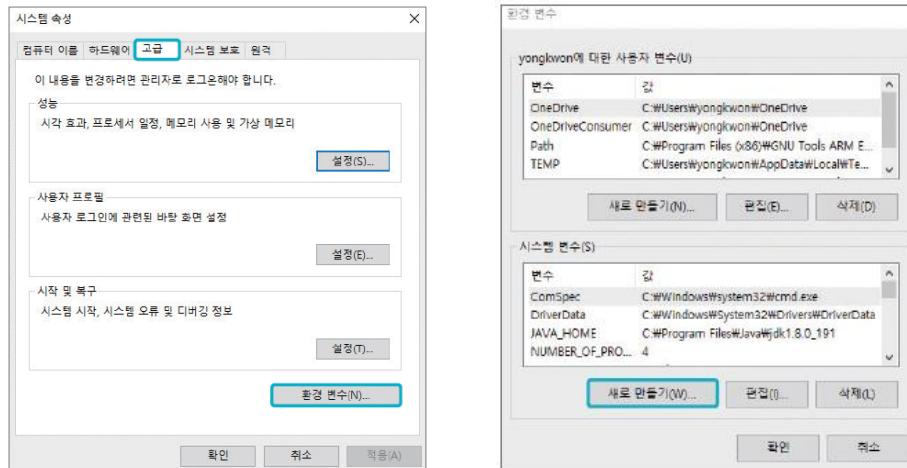 시스템 속성
컴퓨터 이름 하드웨어 고급 시스템 보호 원격
이 내용을 변경하려면 관리자로 로그온해야 합니다.
성능
시각 효과, 프로세서 일정, 메모리 사용 및 가상 메모리
설정(S)...
사용자 프로필
사용자 로그인에 관련된 바탕 화면 설정
설정(E)...
시작 및 복구
시스템 시작, 시스템 오류 및 디버깅 정보
설정(T)...
환경 변수(N)...
확인 취소 적용(A)
환경 변수
yongkwon에 대한 사용자 변수(U)
변수 값
OneDrive C:₩Users₩yongkwon₩OneDrive
OneDriveConsumer C:₩Users₩yongkwon₩OneDrive
Path C:₩Program Files (x86)₩GNU Tools ARM E...
TEMP C:₩Users₩yongkwon₩AppData₩Local₩Te...
새로 만들기(N)... 편집(E)... 삭제(D)
시스템 변수(S)
변수 값
ComSpec C:₩Windows₩system32₩cmd.exe
DriverData C:₩Windows₩System32₩Drivers₩DriverData
JAVA_HOME C:₩Program Files₩Java₩jdk1.8.0_191
NUMBER_OF_PRO... 4
새로 만들기(W)... 편집(I)... 삭제(L)
확인 취소